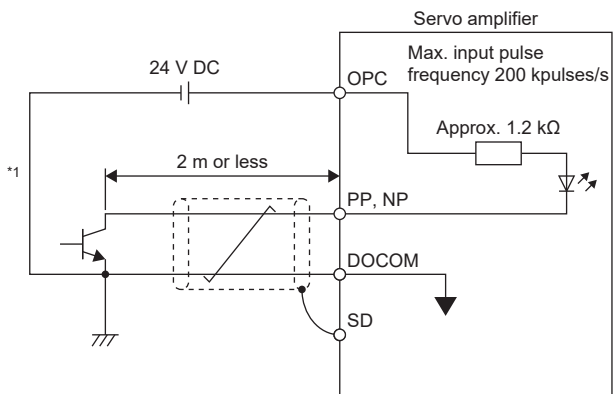 Servo amplifier
Max. input pulse
frequency 200 kpulses/s
24 V DC
OPC
Approx. 1.2 kΩ
*1
2 m or less
PP, NP
DOCOM
SD